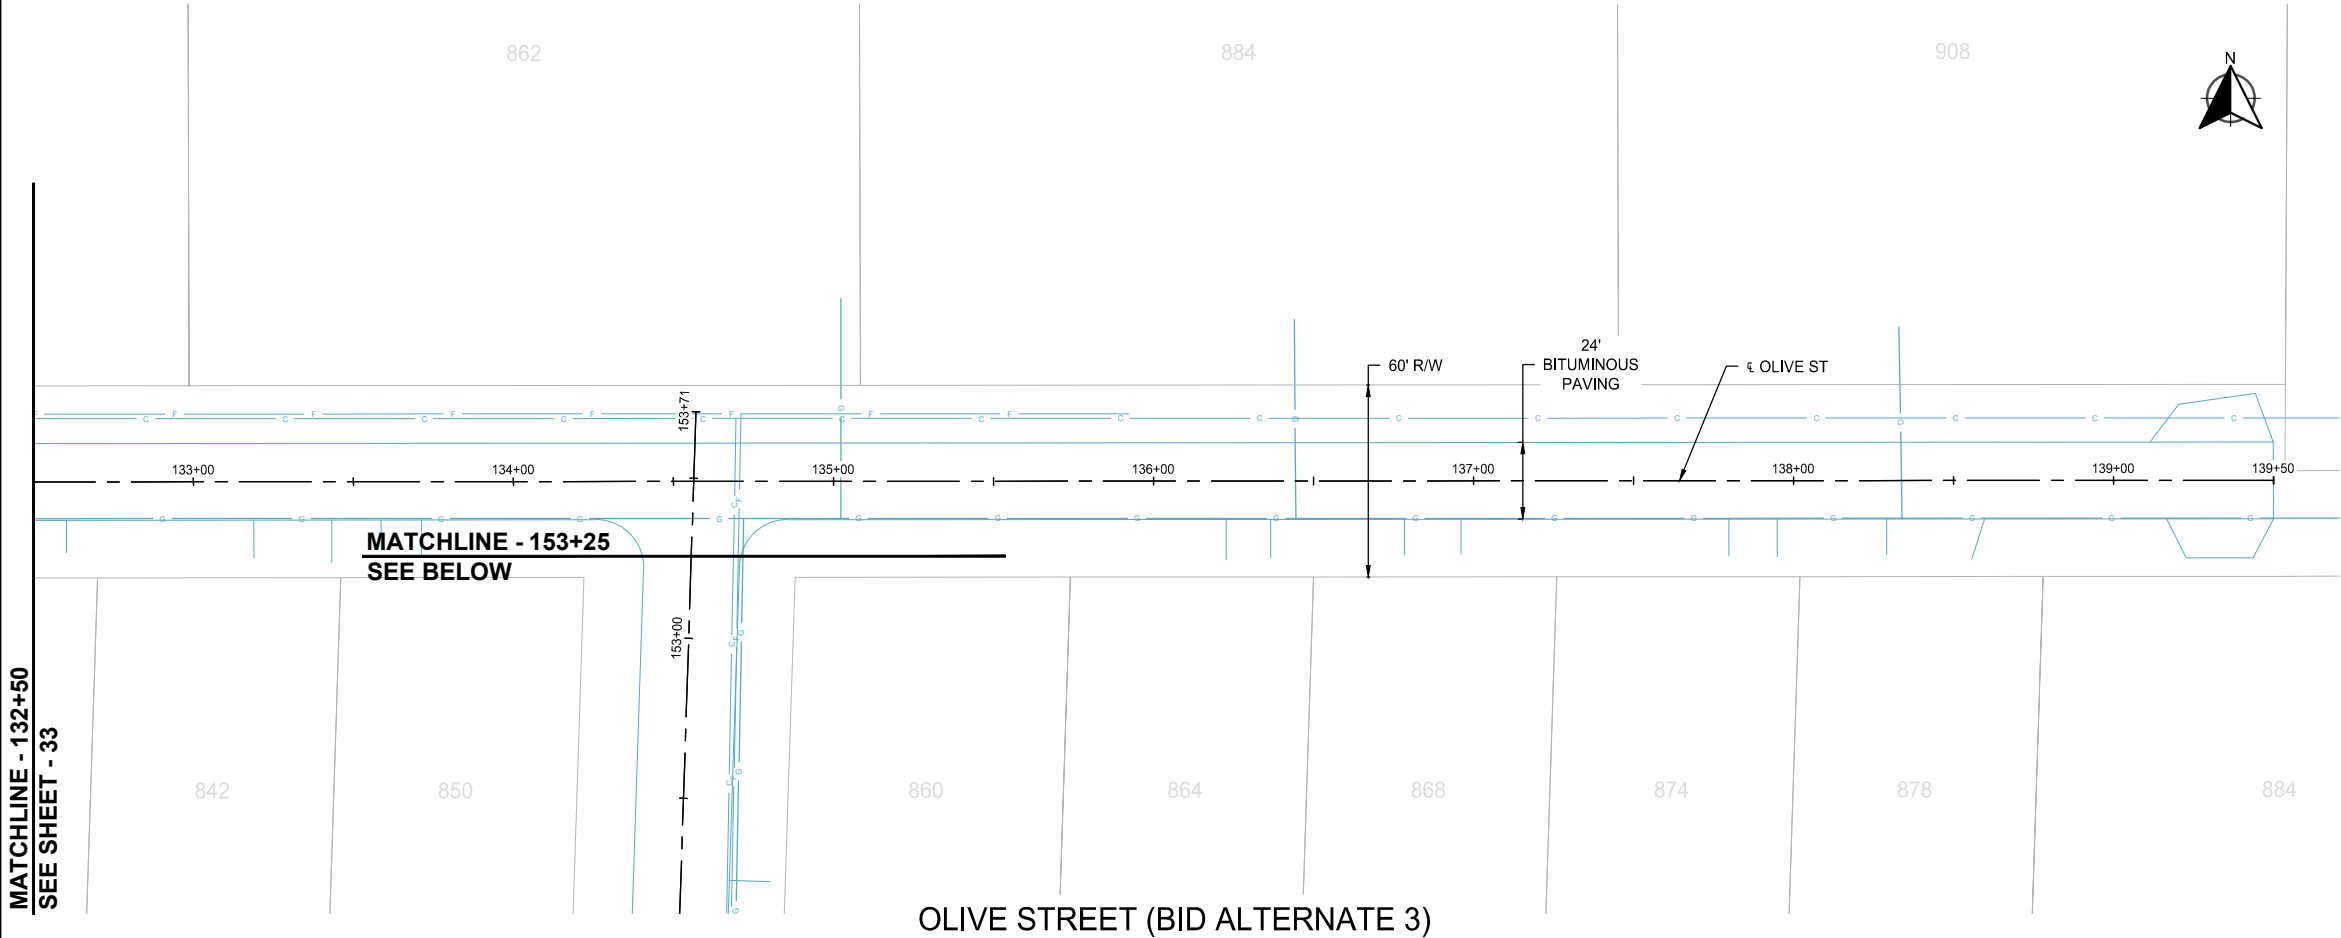 862
884
908
N
60' R/W
24'
BITUMINOUS
PAVING
℄ OLIVE ST
153+71
F F F F F F F
C C C C C C C C C C C C C C C C
G
G
G
133+00
134+00
135+00
136+00
137+00
138+00
139+00
139+50
C F
G G G G G G G G G G G G G G G G
MATCHLINE - 153+25
SEE BELOW
153+00
C F G
C F G
G
MATCHLINE - 132+50
SEE SHEET - 33
842
850
860
864
868
874
878
884
OLIVE STREET (BID ALTERNATE 3)